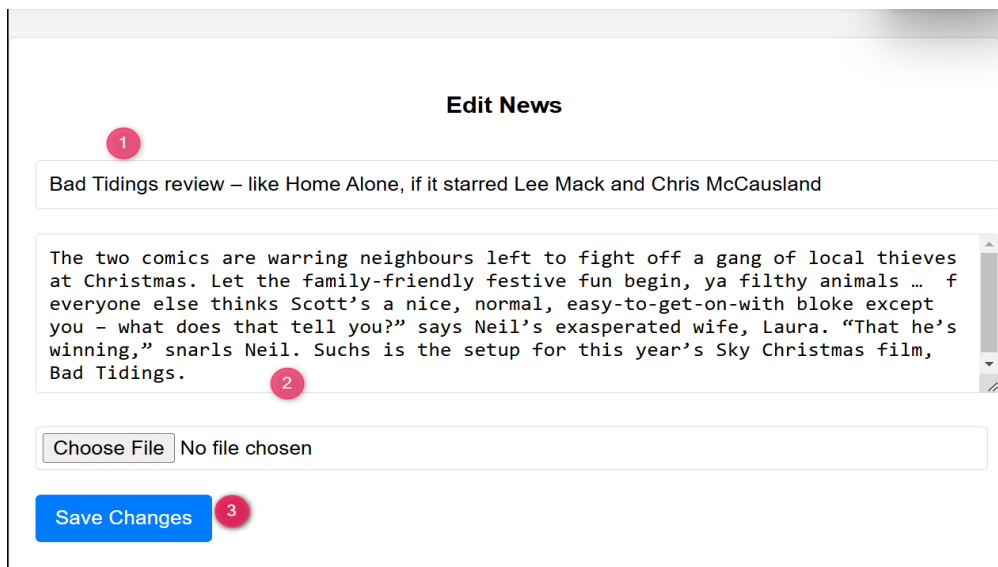 Edit News
1
Bad Tidings review – like Home Alone, if it starred Lee Mack and Chris McCausland
The two comics are warring neighbours left to fight off a gang of local thieves
at Christmas. Let the family-friendly festive fun begin, ya filthy animals … f
everyone else thinks Scott’s a nice, normal, easy-to-get-on-with bloke except
you – what does that tell you?” says Neil’s exasperated wife, Laura. “That he’s
winning,” snarls Neil. Suchs is the setup for this year’s Sky Christmas film,
Bad Tidings.
2
Choose File No file chosen
Save Changes 3